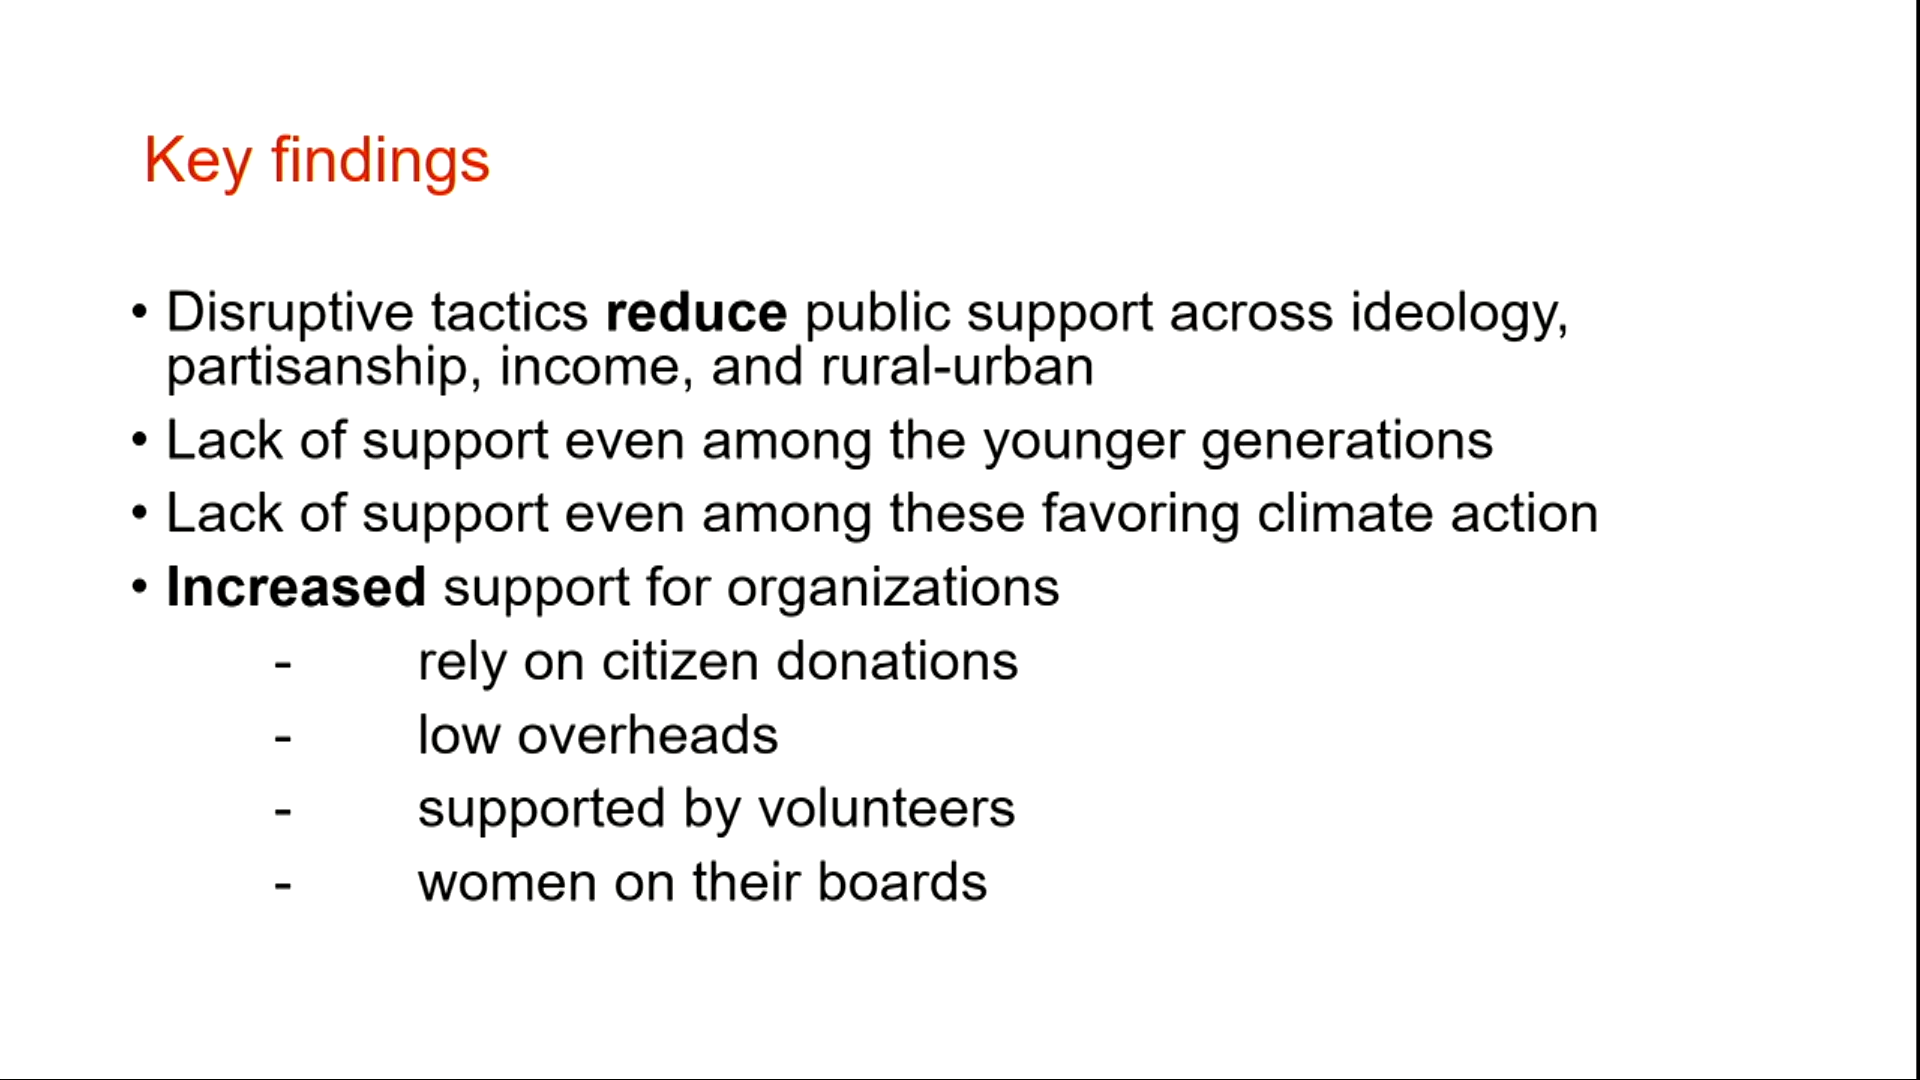 Key findings
• Disruptive tactics reduce public support across ideology,
partisanship, income, and rural-urban
• Lack of support even among the younger generations
• Lack of support even among these favoring climate action
• Increased support for organizations
- rely on citizen donations
- low overheads
- supported by volunteers
- women on their boards